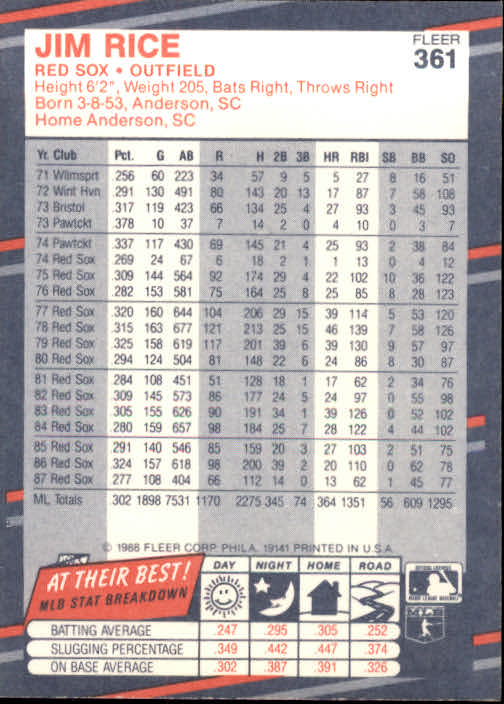 JIM RICE
RED SOX • OUTFIELD
Height 6'2", Weight 205, Bats Right, Throws Right
Born 3-8-53, Anderson, SC
Home Anderson, SC
FLEER
361
Yr. Club Pct. G AB R H 2B 3B HR RBI SB BB SO
71 Wlmsprt .256 60 223 34 57 9 5 5 27 8 16 51
72 Wint Hvn .291 130 491 80 143 20 13 17 87 7 58 108
73 Bristol .317 119 423 66 134 25 4 27 93 3 45 93
73 Pawtckt .378 10 37 7 14 2 0 4 10 0 3 7
74 Pawtckt .337 117 430 69 145 21 4 25 93 2 38 84
74 Red Sox .269 24 67 6 18 2 1 1 13 0 4 12
75 Red Sox .309 144 564 92 174 29 4 22 102 10 36 122
76 Red Sox .282 153 581 75 164 25 8 25 85 8 28 123
77 Red Sox .320 160 644 104 206 29 15 39 114 5 53 120
78 Red Sox .315 163 677 121 213 25 15 46 139 7 58 126
79 Red Sox .325 158 619 117 201 39 6 39 130 9 57 97
80 Red Sox .294 124 504 81 148 22 6 24 86 8 30 87
81 Red Sox .284 108 451 51 128 18 1 17 62 2 34 76
82 Red Sox .309 145 573 86 177 24 5 24 97 0 55 98
83 Red Sox .305 155 626 90 191 34 1 39 126 0 52 102
84 Red Sox .280 159 657 98 184 25 7 28 122 4 44 102
85 Red Sox .291 140 546 85 159 20 3 27 103 2 51 75
86 Red Sox .324 157 618 98 200 39 2 20 110 0 62 78
87 Red Sox .277 108 404 66 112 14 0 13 62 1 45 77
ML Totals .302 1898 7531 1170 2275 345 74 364 1351 56 609 1295
© 1988 FLEER CORP. PHILA. 19141 PRINTED IN U.S.A.
AT THEIR BEST!
MLB STAT BREAKDOWN
DAY NIGHT HOME ROAD
BATTING AVERAGE .247 .295 .305 .252
SLUGGING PERCENTAGE .349 .442 .447 .374
ON BASE AVERAGE .302 .387 .391 .326
MLB